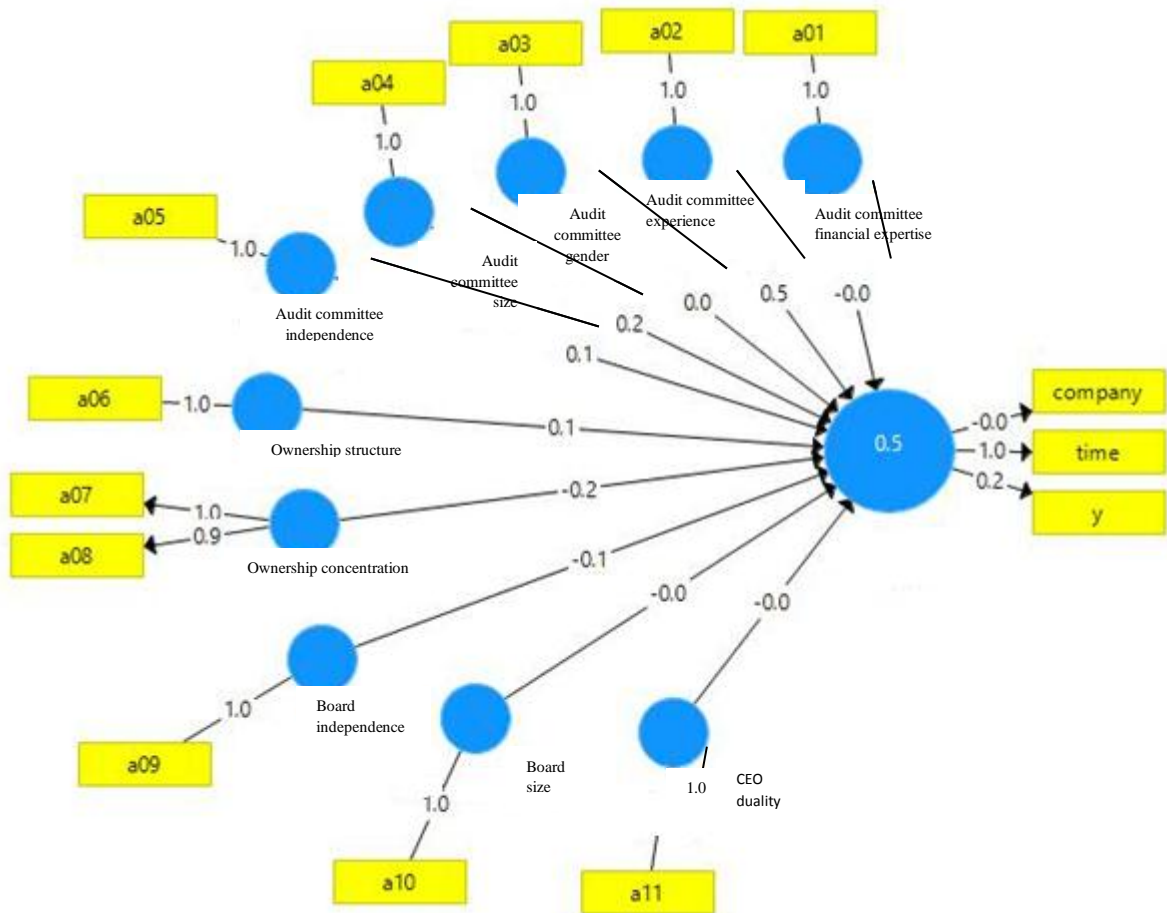 a03
a02
a01
a04
1.0
1.0
1.0
1.0
a05
1.0
Audit committee
experience
Audit committee
financial expertise
Audit
committee
gender
Audit
committee
size
Audit committee
independence
0.1
0.2
0.0
0.5
-0.0
a06
1.0
Ownership structure
0.1
0.5
company
-0.0
time
1.0
y
0.2
a07
1.0
a08
0.9
Ownership concentration
-0.2
-0.1
-0.0
-0.0
Board
independence
1.0
a09
Board
size
1.0
a10
CEO
duality
1.0
a11